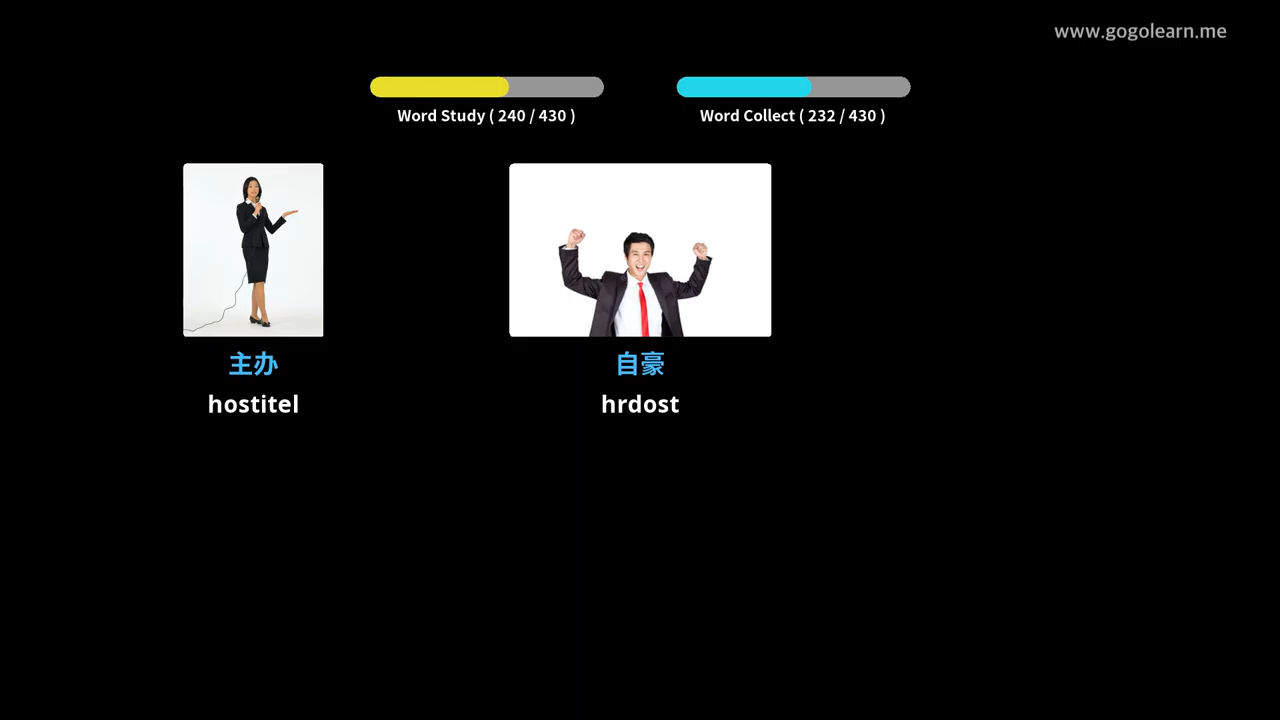 www.gogolearn.me
Word Study ( 240 / 430 )
Word Collect ( 232 / 430 )
主办
自豪
hostitel
hrdost